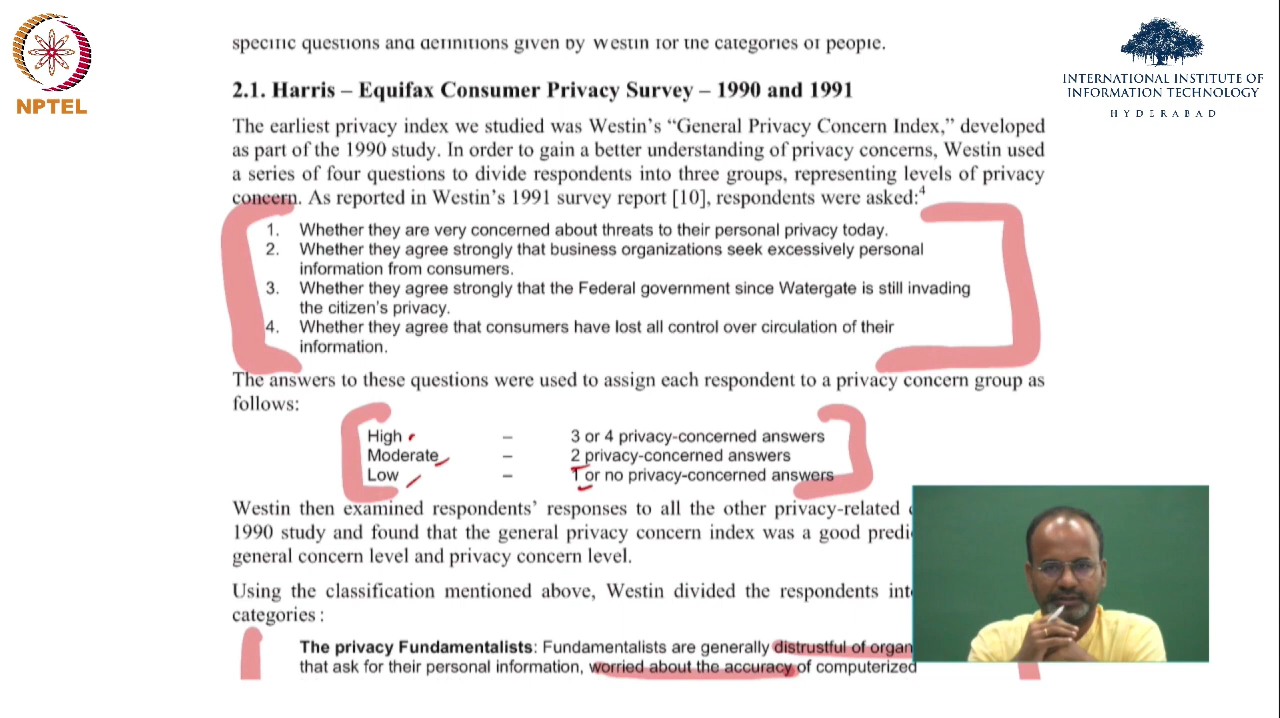 specific questions and definitions given by Westin for the categories of people.
NPTEL
INTERNATIONAL INSTITUTE OF
INFORMATION TECHNOLOGY
HYDERABAD
2.1. Harris – Equifax Consumer Privacy Survey – 1990 and 1991
The earliest privacy index we studied was Westin’s “General Privacy Concern Index,” developed
as part of the 1990 study. In order to gain a better understanding of privacy concerns, Westin used
a series of four questions to divide respondents into three groups, representing levels of privacy
concern. As reported in Westin’s 1991 survey report [10], respondents were asked:4
1. Whether they are very concerned about threats to their personal privacy today.
2. Whether they agree strongly that business organizations seek excessively personal
information from consumers.
3. Whether they agree strongly that the Federal government since Watergate is still invading
the citizen’s privacy.
4. Whether they agree that consumers have lost all control over circulation of their
information.
The answers to these questions were used to assign each respondent to a privacy concern group as
follows:
High – 3 or 4 privacy-concerned answers
Moderate – 2 privacy-concerned answers
Low – 1 or no privacy-concerned answers
Westin then examined respondents’ responses to all the other privacy-related
1990 study and found that the general privacy concern index was a good predi
general concern level and privacy concern level.
Using the classification mentioned above, Westin divided the respondents int
categories :
The privacy Fundamentalists: Fundamentalists are generally distrustful of organ
that ask for their personal information, worried about the accuracy of computerized